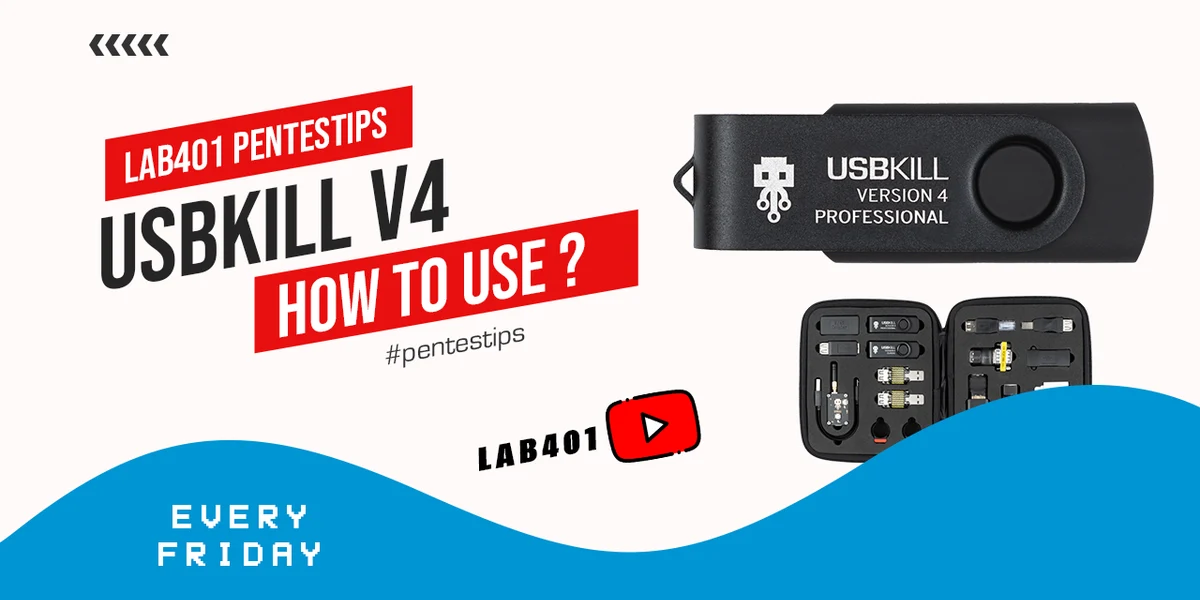 LAB401 PENTESTIPS
USBKILL V4
HOW TO USE ?
#pentestips
USBKILL
VERSION 4
PROFESSIONAL
LAB401
EVERY
FRIDAY